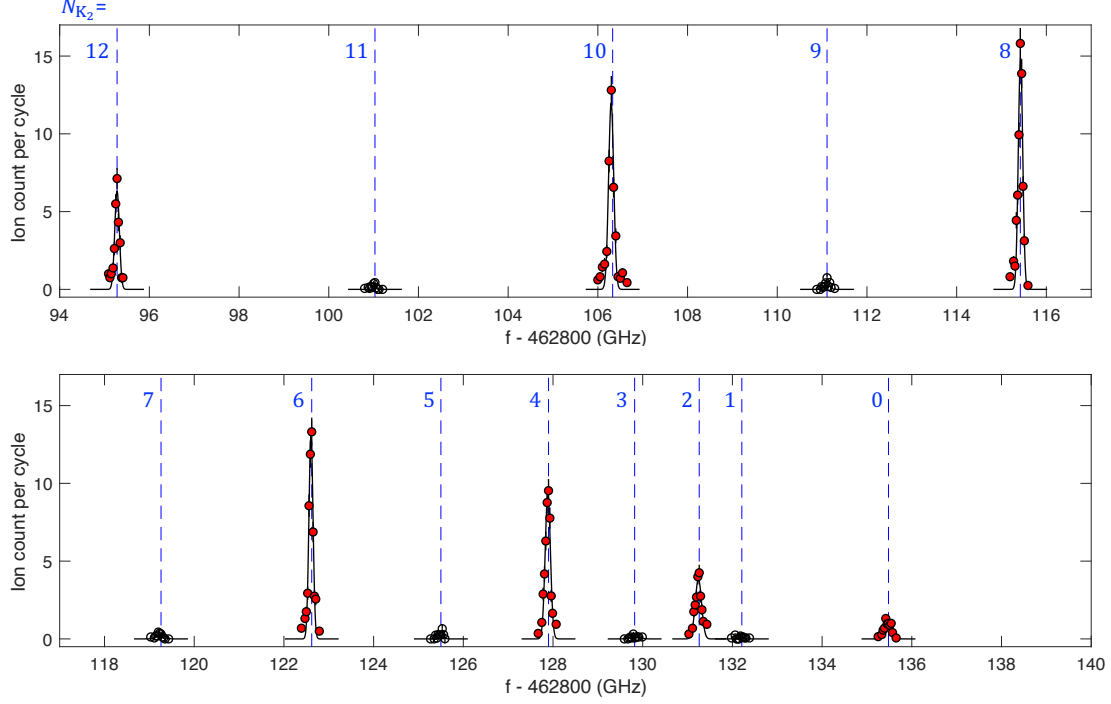 N_K₂=
12 11 10 9 8
15
10
5
0
Ion count per cycle
94 96 98 100 102 104 106 108 110 112 114 116
f - 462800 (GHz)
7 6 5 4 3 2 1 0
15
10
5
0
Ion count per cycle
118 120 122 124 126 128 130 132 134 136 138 140
f - 462800 (GHz)